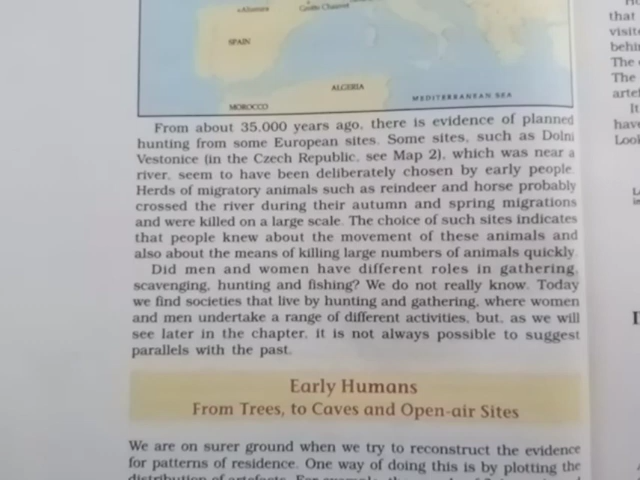 Altamira
Grotte Chauvet
SPAIN
ALGERIA
MEDITERRANEAN SEA
MOROCCO
From about 35,000 years ago, there is evidence of planned
hunting from some European sites. Some sites, such as Dolni
Vestonice (in the Czech Republic, see Map 2), which was near a
river, seem to have been deliberately chosen by early people.
Herds of migratory animals such as reindeer and horse probably
crossed the river during their autumn and spring migrations
and were killed on a large scale. The choice of such sites indicates
that people knew about the movement of these animals and
also about the means of killing large numbers of animals quickly.
Did men and women have different roles in gathering,
scavenging, hunting and fishing? We do not really know. Today
we find societies that live by hunting and gathering, where women
and men undertake a range of different activities, but, as we will
see later in the chapter, it is not always possible to suggest
parallels with the past.
Early Humans
From Trees, to Caves and Open-air Sites
We are on surer ground when we try to reconstruct the evidence
for patterns of residence. One way of doing this is by plotting the
distribution of artefacts. For example,
that
visite
behin
The
The
artef
It
have
Look